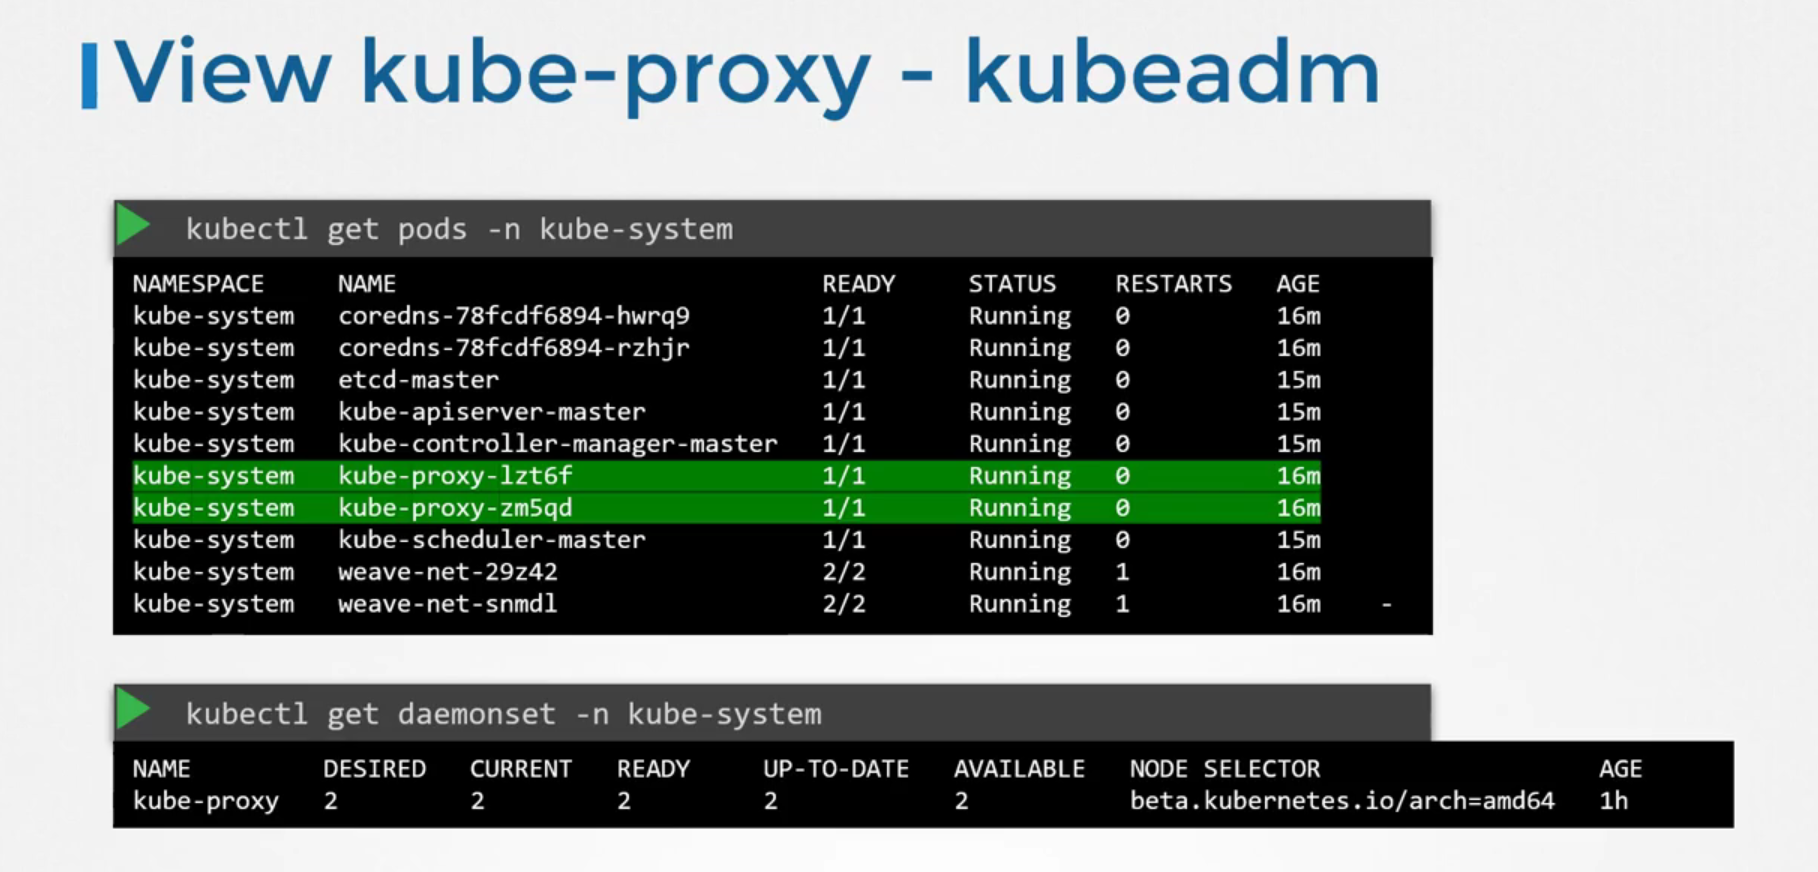 View kube-proxy - kubeadm
kubectl get pods -n kube-system
NAMESPACE NAME READY STATUS RESTARTS AGE
kube-system coredns-78fcdf6894-hwrq9 1/1 Running 0 16m
kube-system coredns-78fcdf6894-rzhjr 1/1 Running 0 16m
kube-system etcd-master 1/1 Running 0 15m
kube-system kube-apiserver-master 1/1 Running 0 15m
kube-system kube-controller-manager-master 1/1 Running 0 15m
kube-system kube-proxy-lzt6f 1/1 Running 0 16m
kube-system kube-proxy-zm5qd 1/1 Running 0 16m
kube-system kube-scheduler-master 1/1 Running 0 15m
kube-system weave-net-29z42 2/2 Running 1 16m
kube-system weave-net-snmdl 2/2 Running 1 16m -
kubectl get daemonset -n kube-system
NAME DESIRED CURRENT READY UP-TO-DATE AVAILABLE NODE SELECTOR AGE
kube-proxy 2 2 2 2 2 beta.kubernetes.io/arch=amd64 1h